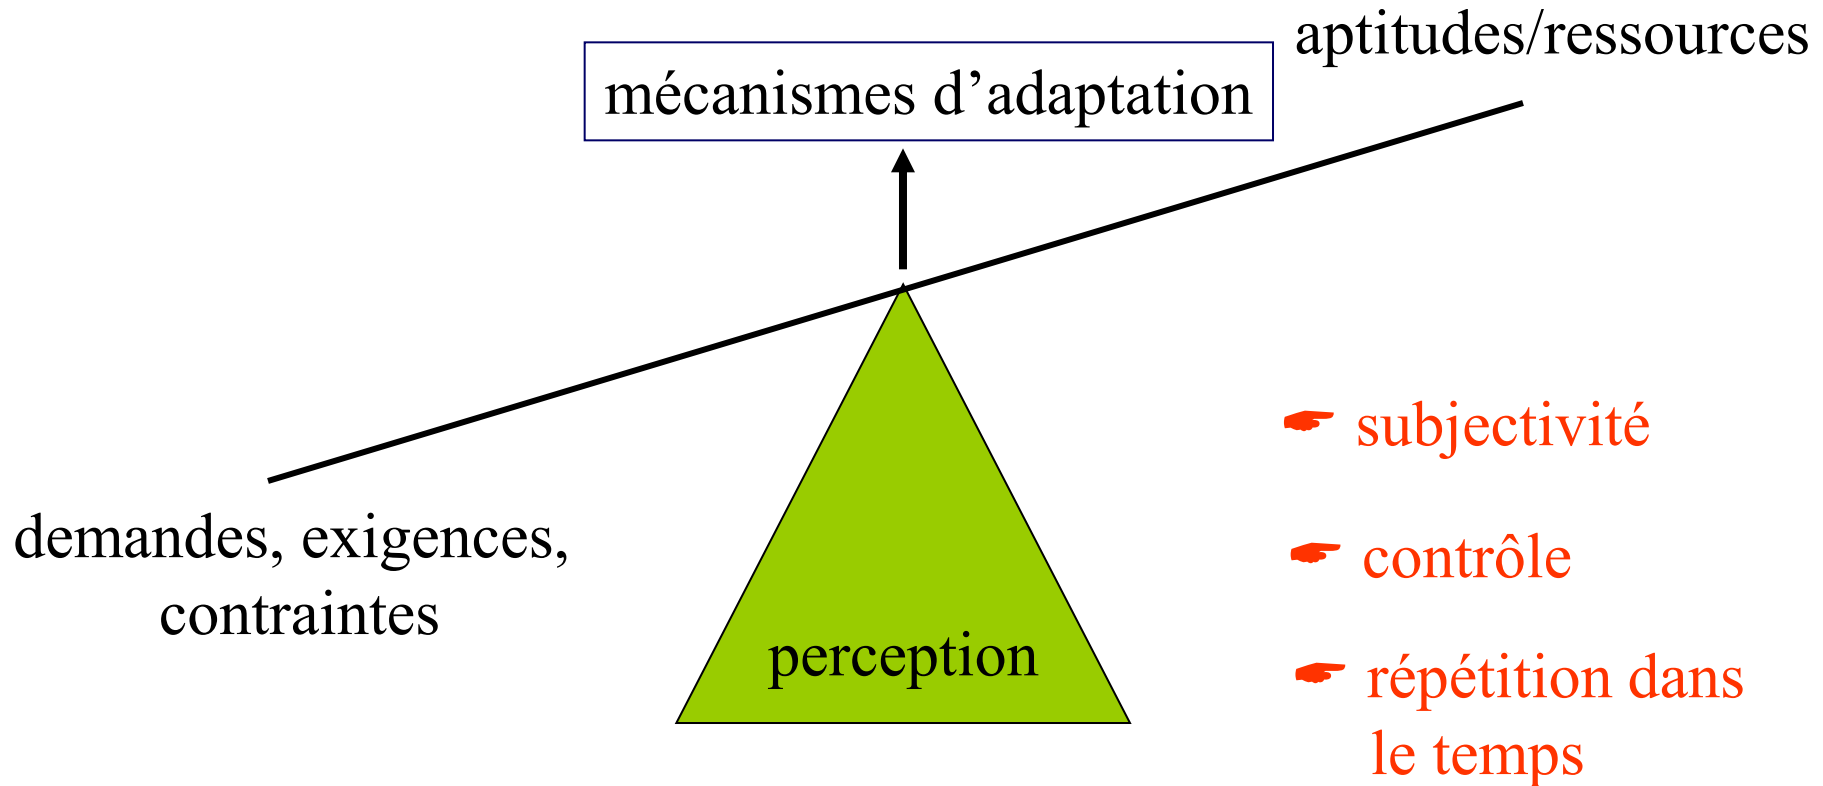 aptitudes/ressources
mécanismes d’adaptation
demandes, exigences,
contraintes
perception
subjectivité
contrôle
répétition dans
le temps